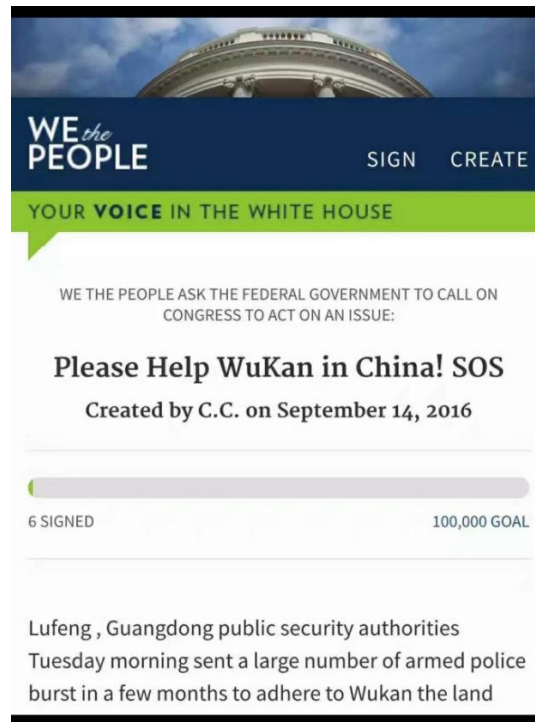 WE the
PEOPLE
SIGN CREATE
YOUR VOICE IN THE WHITE HOUSE
WE THE PEOPLE ASK THE FEDERAL GOVERNMENT TO CALL ON
CONGRESS TO ACT ON AN ISSUE:
Please Help WuKan in China! SOS
Created by C.C. on September 14, 2016
6 SIGNED 100,000 GOAL
Lufeng , Guangdong public security authorities
Tuesday morning sent a large number of armed police
burst in a few months to adhere to Wukan the land